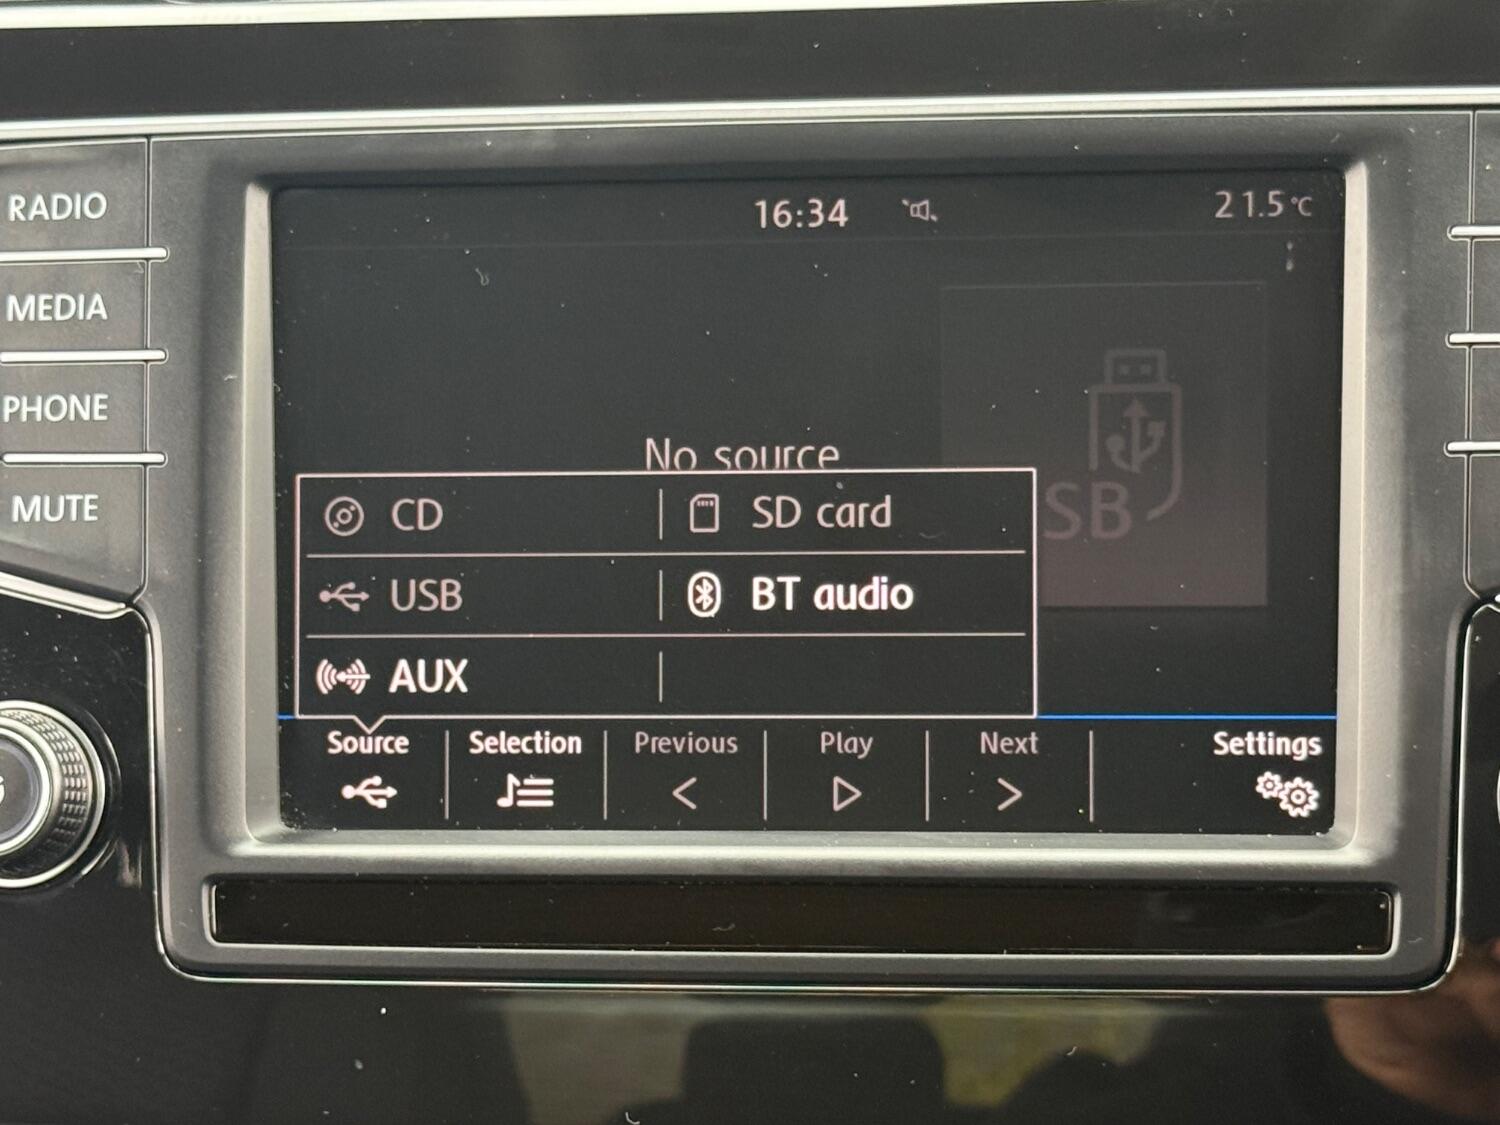 RADIO
MEDIA
PHONE
MUTE
16:34
21.5°C
No source
SB
CD
SD card
USB
BT audio
AUX
Source
Selection
Previous
Play
Next
Settings